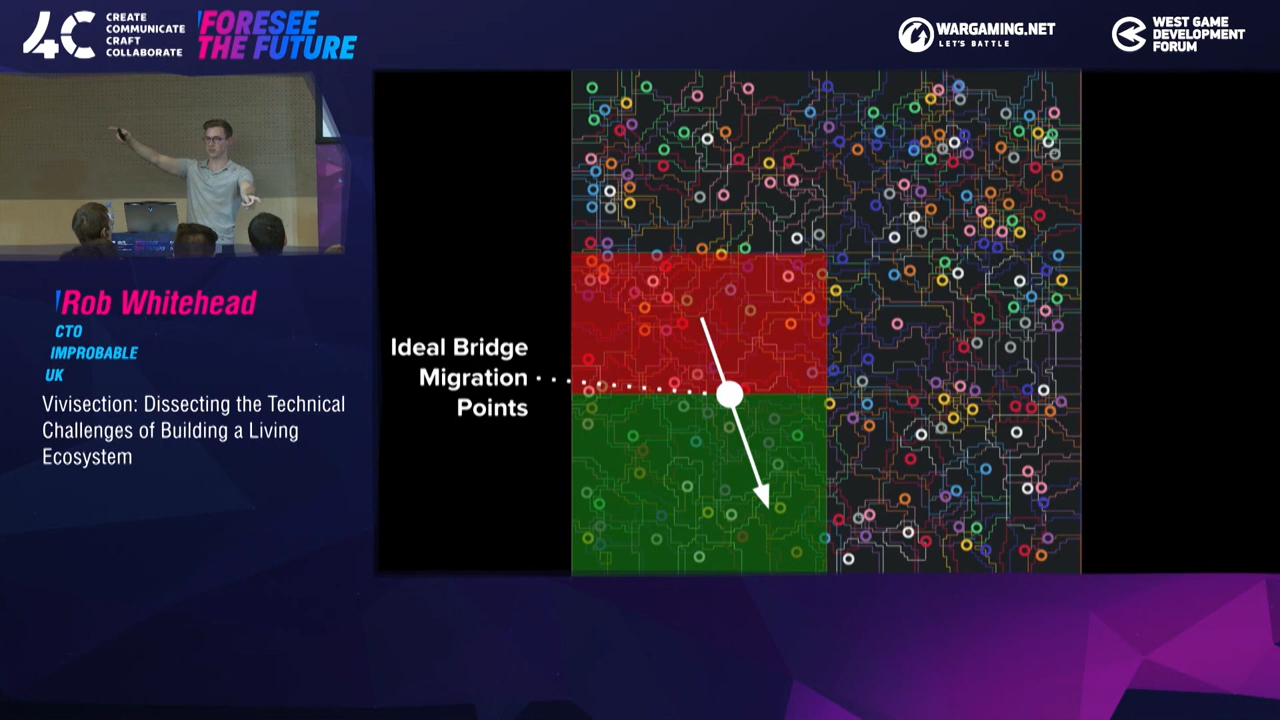 4C
CREATE
COMMUNICATE
CRAFT
COLLABORATE
FORESEE
THE FUTURE
WARGAMING.NET
LET'S BATTLE
WEST GAME
DEVELOPMENT
FORUM
Rob Whitehead
CTO
IMPROBABLE
UK
Vivisection: Dissecting the Technical
Challenges of Building a Living
Ecosystem
Ideal Bridge
Migration
Points